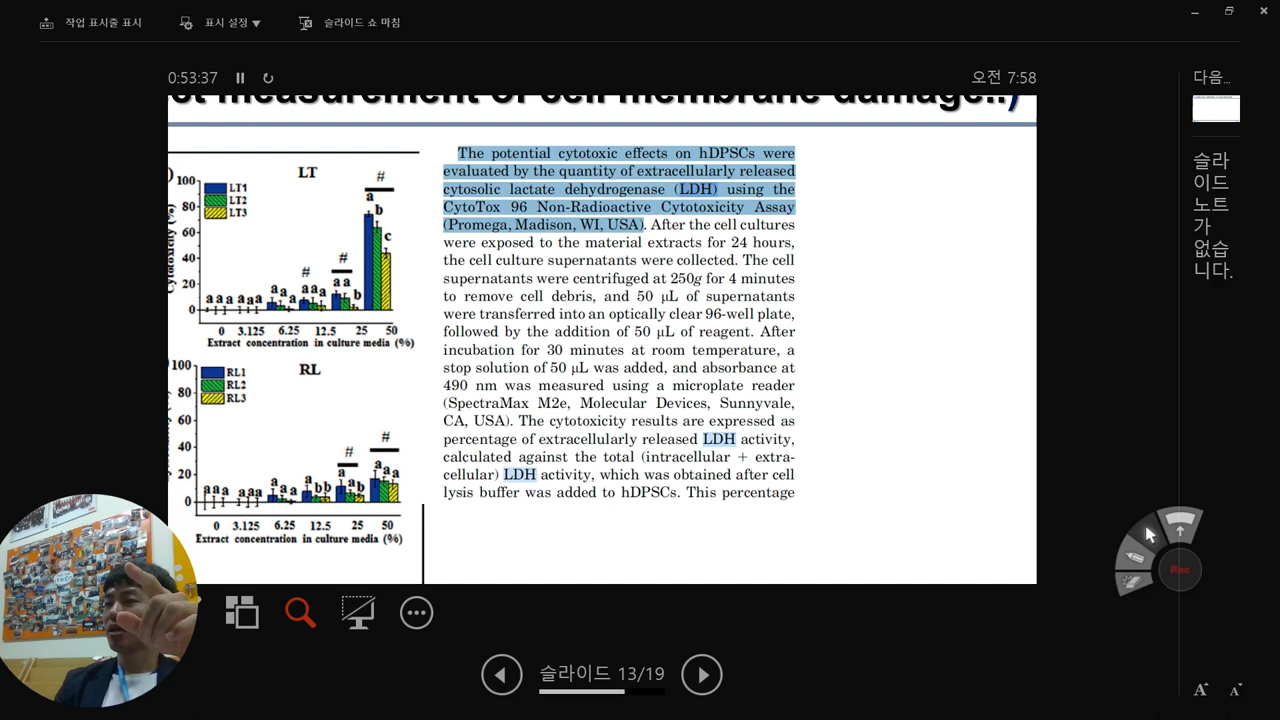 작업 표시줄 표시
표시 설정 ▼
슬라이드 쇼 마침
0:53:37
오전 7:58
다음...
ct measurement of cell membrane damage..)
LT
Cytotoxicity (%)
100
80
60
40
20
0
LT1
LT2
LT3
#
a
b
c
#
#
a a a a a a a a a a a a a a b
0 3.125 6.25 12.5 25 50
Extract concentration in culture media (%)
RL
100
80
60
40
20
0
RL1
RL2
RL3
#
#
a a a a a a a a a a b b a a a a a a
0 3.125 6.25 12.5 25 50
Extract concentration in culture media (%)
The potential cytotoxic effects on hDPSCs were
evaluated by the quantity of extracellularly released
cytosolic lactate dehydrogenase (LDH) using the
CytoTox 96 Non-Radioactive Cytotoxicity Assay
(Promega, Madison, WI, USA). After the cell cultures
were exposed to the material extracts for 24 hours,
the cell culture supernatants were collected. The cell
supernatants were centrifuged at 250g for 4 minutes
to remove cell debris, and 50 μL of supernatants
were transferred into an optically clear 96-well plate,
followed by the addition of 50 μL of reagent. After
incubation for 30 minutes at room temperature, a
stop solution of 50 μL was added, and absorbance at
490 nm was measured using a microplate reader
(SpectraMax M2e, Molecular Devices, Sunnyvale,
CA, USA). The cytotoxicity results are expressed as
percentage of extracellularly released LDH activity,
calculated against the total (intracellular + extra-
cellular) LDH activity, which was obtained after cell
lysis buffer was added to hDPSCs. This percentage
슬라
이드
노트
가
없습
니다.
Rec
슬라이드 13/19
A A